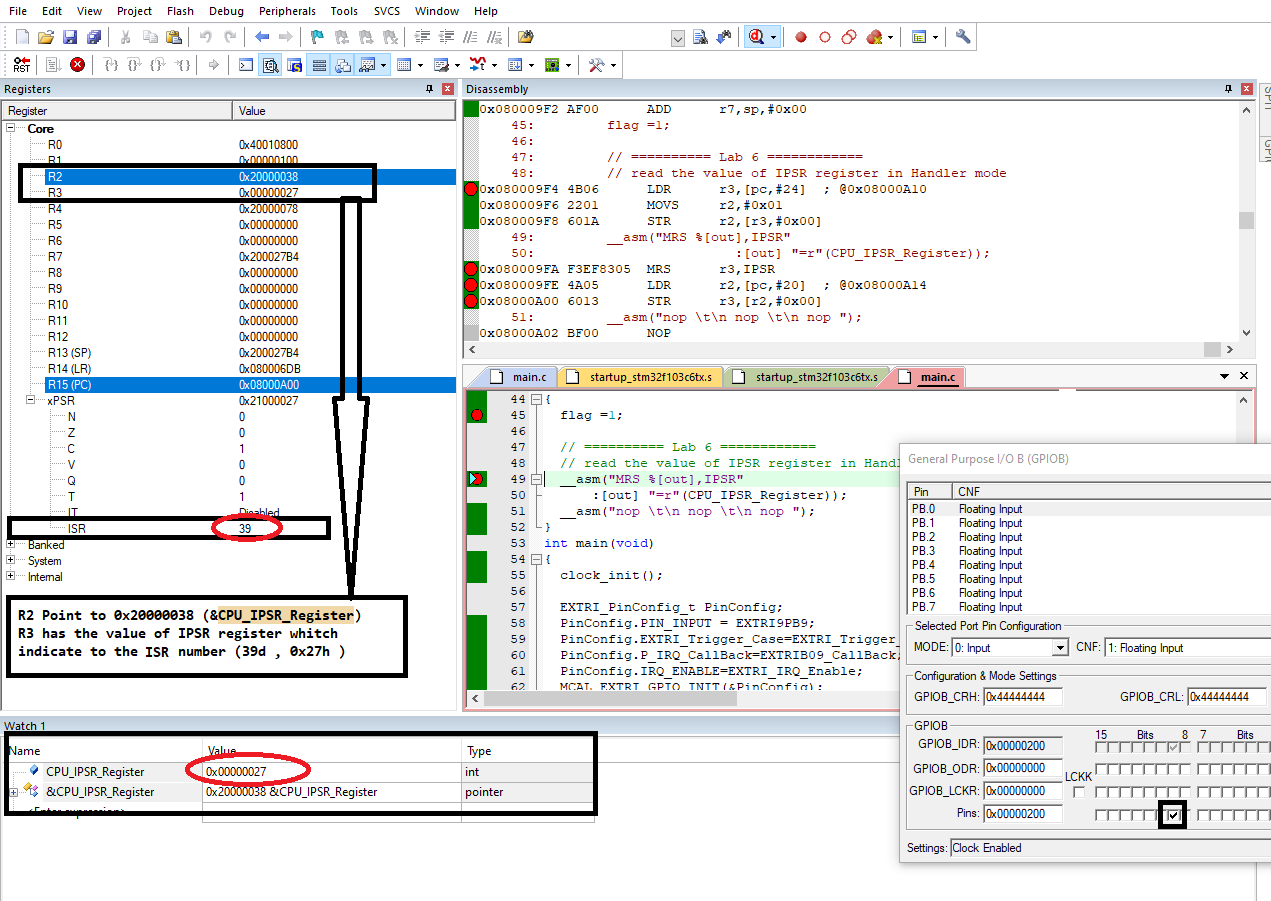 File Edit View Project Flash Debug Peripherals Tools SVCS Window Help
RST
Registers
Register Value
Core
R0 0x40010800
R1 0x00000100
R2 0x20000038
R3 0x00000027
R4 0x20000078
R5 0x00000000
R6 0x00000000
R7 0x200027B4
R8 0x00000000
R9 0x00000000
R10 0x00000000
R11 0x00000000
R12 0x00000000
R13 (SP) 0x200027B4
R14 (LR) 0x080006DB
R15 (PC) 0x08000A00
xPSR 0x21000027
N 0
Z 0
C 1
V 0
Q 0
T 1
IT Disabled
ISR 39
Banked
System
Internal
R2 Point to 0x20000038 (&CPU_IPSR_Register)
R3 has the value of IPSR register whitch
indicate to the ISR number (39d , 0x27h )
Disassembly
0x080009F2 AF00 ADD r7,sp,#0x00
45: flag =1;
46:
47: // ========== Lab 6 ============
48: // read the value of IPSR register in Handler mode
0x080009F4 4B06 LDR r3,[pc,#24] ; @0x08000A10
0x080009F6 2201 MOVS r2,#0x01
0x080009F8 601A STR r2,[r3,#0x00]
49: __asm("MRS %[out],IPSR"
50: :[out] "=r"(CPU_IPSR_Register));
0x080009FA F3EF8305 MRS r3,IPSR
0x080009FE 4A05 LDR r2,[pc,#20] ; @0x08000A14
0x08000A00 6013 STR r3,[r2,#0x00]
51: __asm("nop \t\n nop \t\n nop ");
0x08000A02 BF00 NOP
main.c startup_stm32f103c6tx.s startup_stm32f103c6tx.s main.c
44 {
45 flag =1;
46
47 // ========== Lab 6 ============
48 // read the value of IPSR register in Handl
49 __asm("MRS %[out],IPSR"
50 :[out] "=r"(CPU_IPSR_Register));
51 __asm("nop \t\n nop \t\n nop ");
52 }
53 int main(void)
54 {
55 clock_init();
56
57 EXTRI_PinConfig_t PinConfig;
58 PinConfig.PIN_INPUT = EXTRI9PB9;
59 PinConfig.EXTRI_Trigger_Case=EXTRI_Trigger_
60 PinConfig.P_IRQ_CallBack=EXTRIB09_CallBack;
61 PinConfig.IRQ_ENABLE=EXTRI_IRQ_Enable;
62 MCAL_EXTRI_GPIO_INIT(&PinConfig);
General Purpose I/O B (GPIOB)
Pin CNF
PB.0 Floating Input
PB.1 Floating Input
PB.2 Floating Input
PB.3 Floating Input
PB.4 Floating Input
PB.5 Floating Input
PB.6 Floating Input
PB.7 Floating Input
Selected Port Pin Configuration
MODE: 0: Input CNF: 1: Floating Input
Configuration & Mode Settings
GPIOB_CRH: 0x44444444 GPIOB_CRL: 0x44444444
GPIOB
15 Bits 8 7 Bits
GPIOB_IDR: 0x00000200
GPIOB_ODR: 0x00000000
LCKK
GPIOB_LCKR: 0x00000000
Pins: 0x00000200
Settings: Clock Enabled
Watch 1
Name Value Type
CPU_IPSR_Register 0x00000027 int
&CPU_IPSR_Register 0x20000038 &CPU_IPSR_Register pointer
<Enter expression>